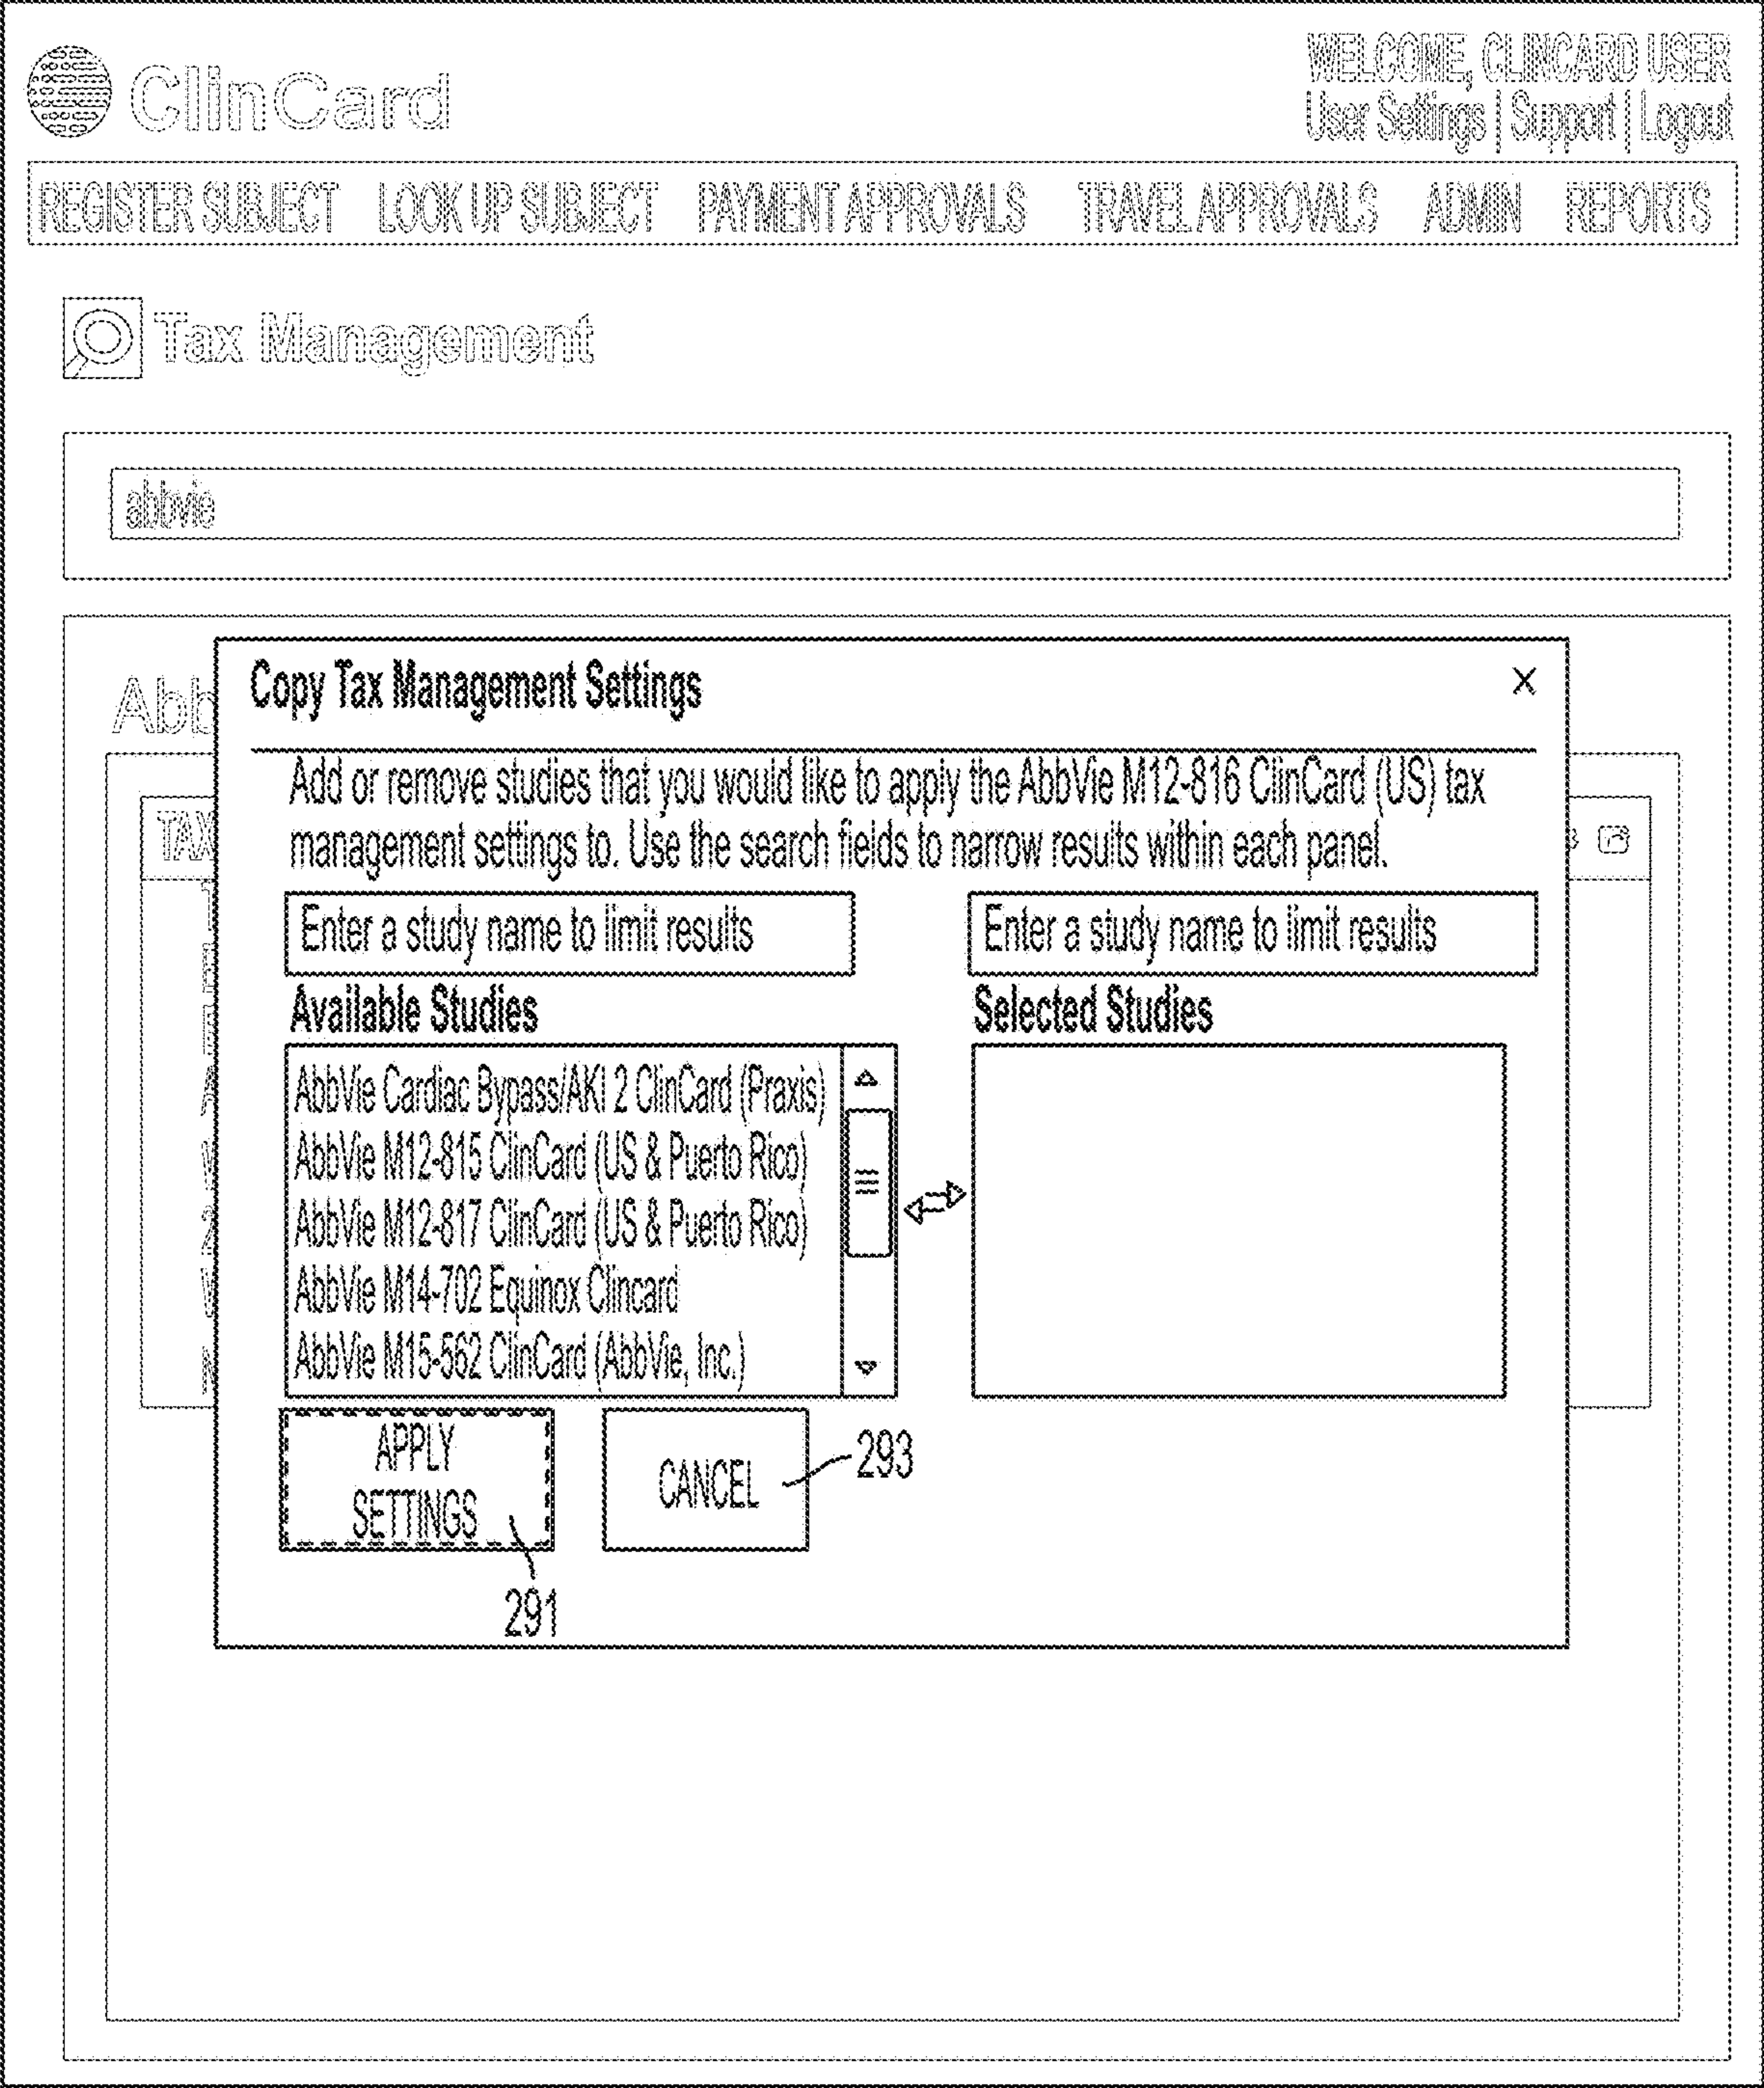 ClinCard
WELCOME, CLINCARD USER
User Settings | Support | Logout
REGISTER SUBJECT LOOK UP SUBJECT PAYMENT APPROVALS TRAVEL APPROVALS ADMIN REPORTS
Tax Management
abbvie
Abb
TAX
Copy Tax Management Settings X
Add or remove studies that you would like to apply the AbbVie M12-816 ClinCard (US) tax
management settings to. Use the search fields to narrow results within each panel.
Enter a study name to limit results Enter a study name to limit results
Available Studies Selected Studies
AbbVie Cardiac Bypass/AKI 2 ClinCard (Praxis)
AbbVie M12-815 ClinCard (US & Puerto Rico)
AbbVie M12-817 ClinCard (US & Puerto Rico)
AbbVie M14-702 Equinox Clincard
AbbVie M15-562 ClinCard (AbbVie, Inc.)
APPLY
SETTINGS
CANCEL
293
291